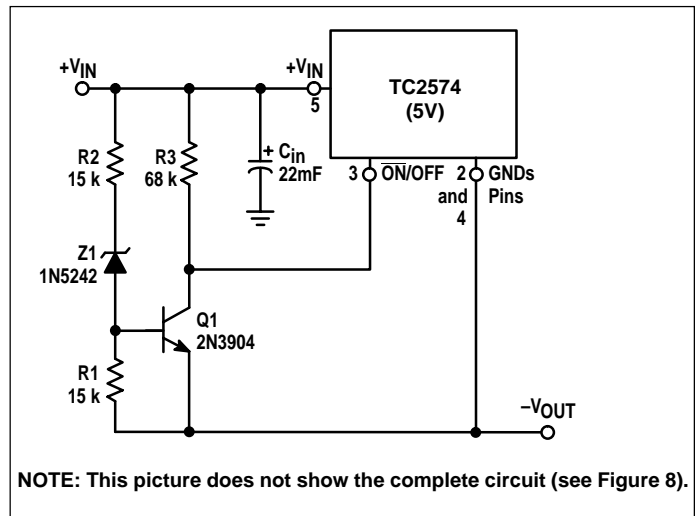 +VIN
+VIN
5
TC2574
(5V)
R2
15 k
R3
68 k
+ Cin
22mF
3
ON/OFF
2
and
4
GNDs
Pins
Z1
1N5242
Q1
2N3904
R1
15 k
–VOUT
NOTE: This picture does not show the complete circuit (see Figure 8).